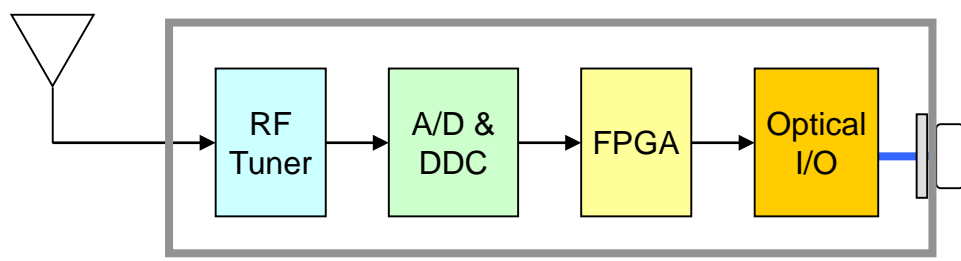 RF
Tuner
A/D &
DDC
FPGA
Optical
I/O